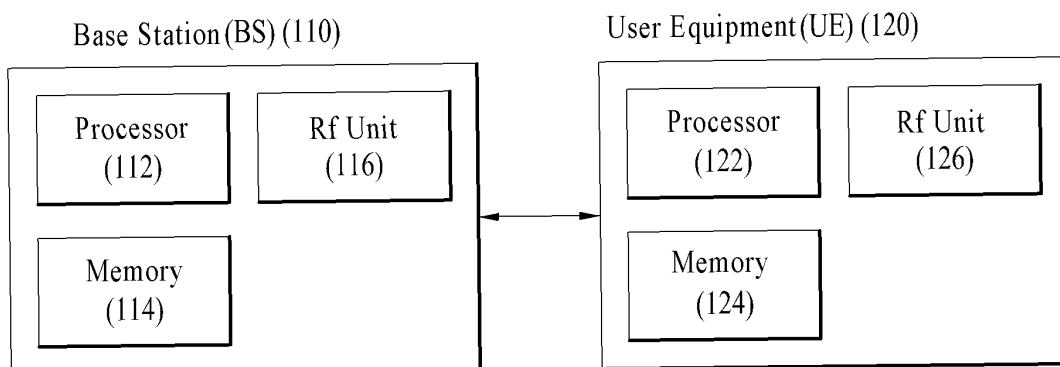 Base Station (BS) (110)
Processor
(112)
Rf Unit
(116)
Memory
(114)
User Equipment (UE) (120)
Processor
(122)
Rf Unit
(126)
Memory
(124)